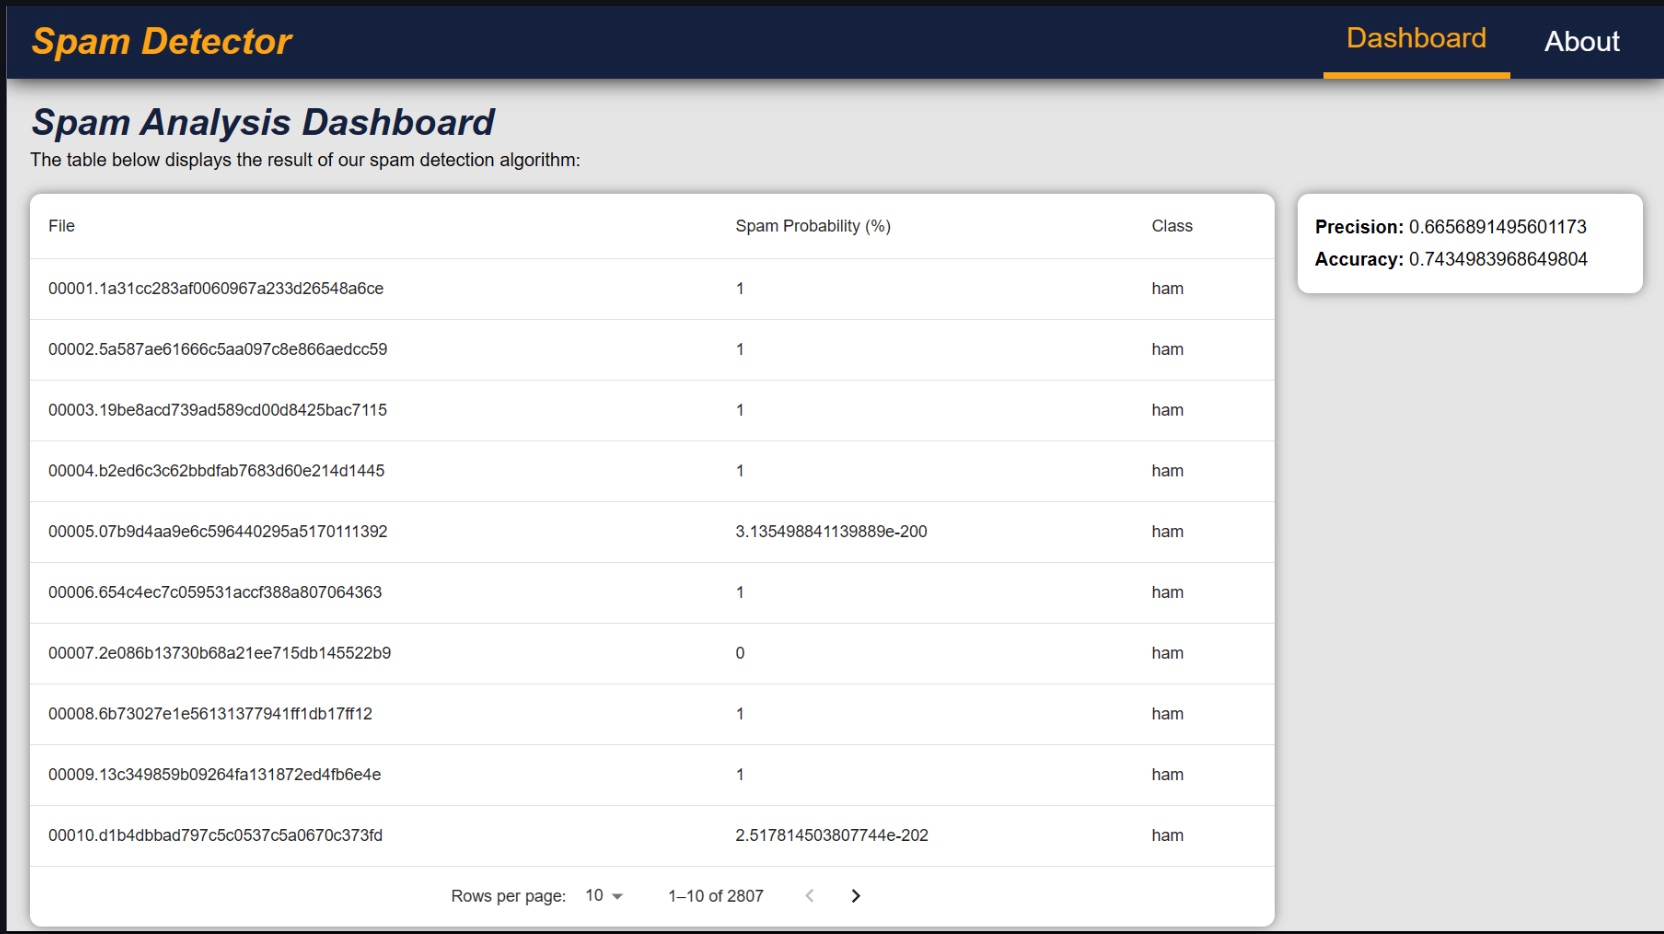 Spam Detector
Dashboard
About
Spam Analysis Dashboard
The table below displays the result of our spam detection algorithm:
File Spam Probability (%) Class
00001.1a31cc283af0060967a233d26548a6ce 1 ham
00002.5a587ae61666c5aa097c8e866aedcc59 1 ham
00003.19be8acd739ad589cd00d8425bac7115 1 ham
00004.b2ed6c3c62bbdfab7683d60e214d1445 1 ham
00005.07b9d4aa9e6c596440295a5170111392 3.135498841139889e-200 ham
00006.654c4ec7c059531accf388a807064363 1 ham
00007.2e086b13730b68a21ee715db145522b9 0 ham
00008.6b73027e1e56131377941ff1db17ff12 1 ham
00009.13c349859b09264fa131872ed4fb6e4e 1 ham
00010.d1b4dbbad797c5c0537c5a0670c373fd 2.517814503807744e-202 ham
Rows per page: 10 1–10 of 2807
Precision: 0.6656891495601173
Accuracy: 0.7434983968649804